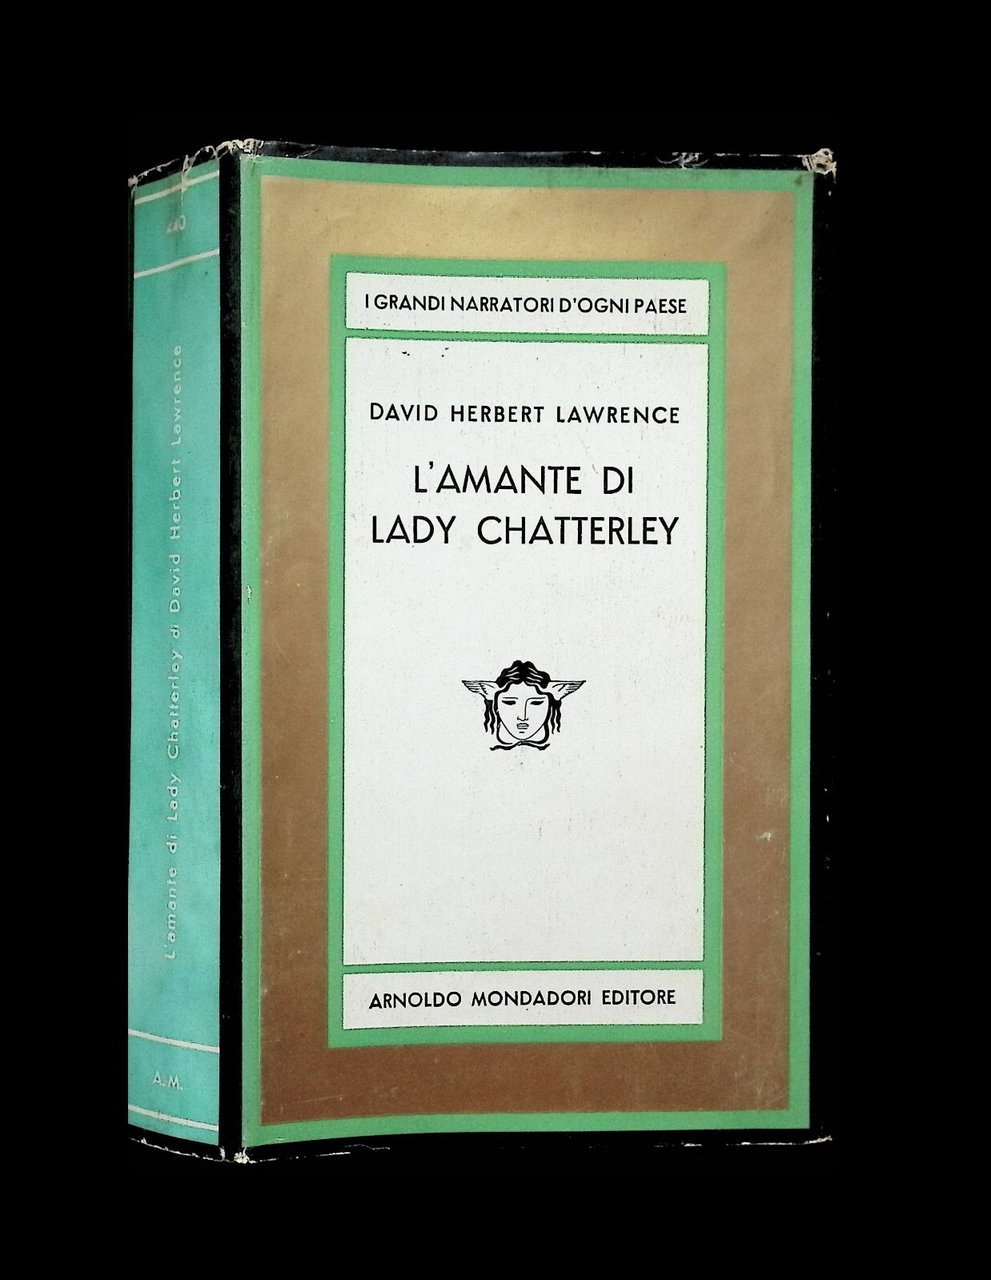 I GRANDI NARRATORI D'OGNI PAESE
DAVID HERBERT LAWRENCE
L'AMANTE DI
LADY CHATTERLEY
ARNOLDO MONDADORI EDITORE
L'amante di Lady Chatterley di David Herbert Lawrence
A.M.